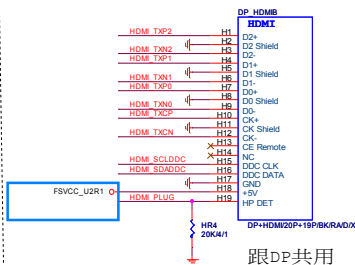 DP_HDMIB
HDMI
HDMI_TXP2 H1 D2+
H2 D2 Shield
HDMI_TXN2 H3 D2-
HDMI_TXP1 H4 D1+
H5 D1 Shield
HDMI_TXN1 H6 D1-
HDMI_TXP0 H7 D0+
H8 D0 Shield
HDMI_TXN0 H9 D0-
HDMI_TXCP H10 CK+
H11 CK Shield
HDMI_TXCN H12 CK-
H13 CE Remote
H14 NC
HDMI_SCLDDC H15 DDC CLK
HDMI_SDADDC H16 DDC DATA
H17 GND
FSVCC_U2R1 H18 +5V
HDMI_PLUG H19 HP DET
HR4
20K/4/1
DP+HDMI/20P+19P/BK/RA/D/X
跟DP共用